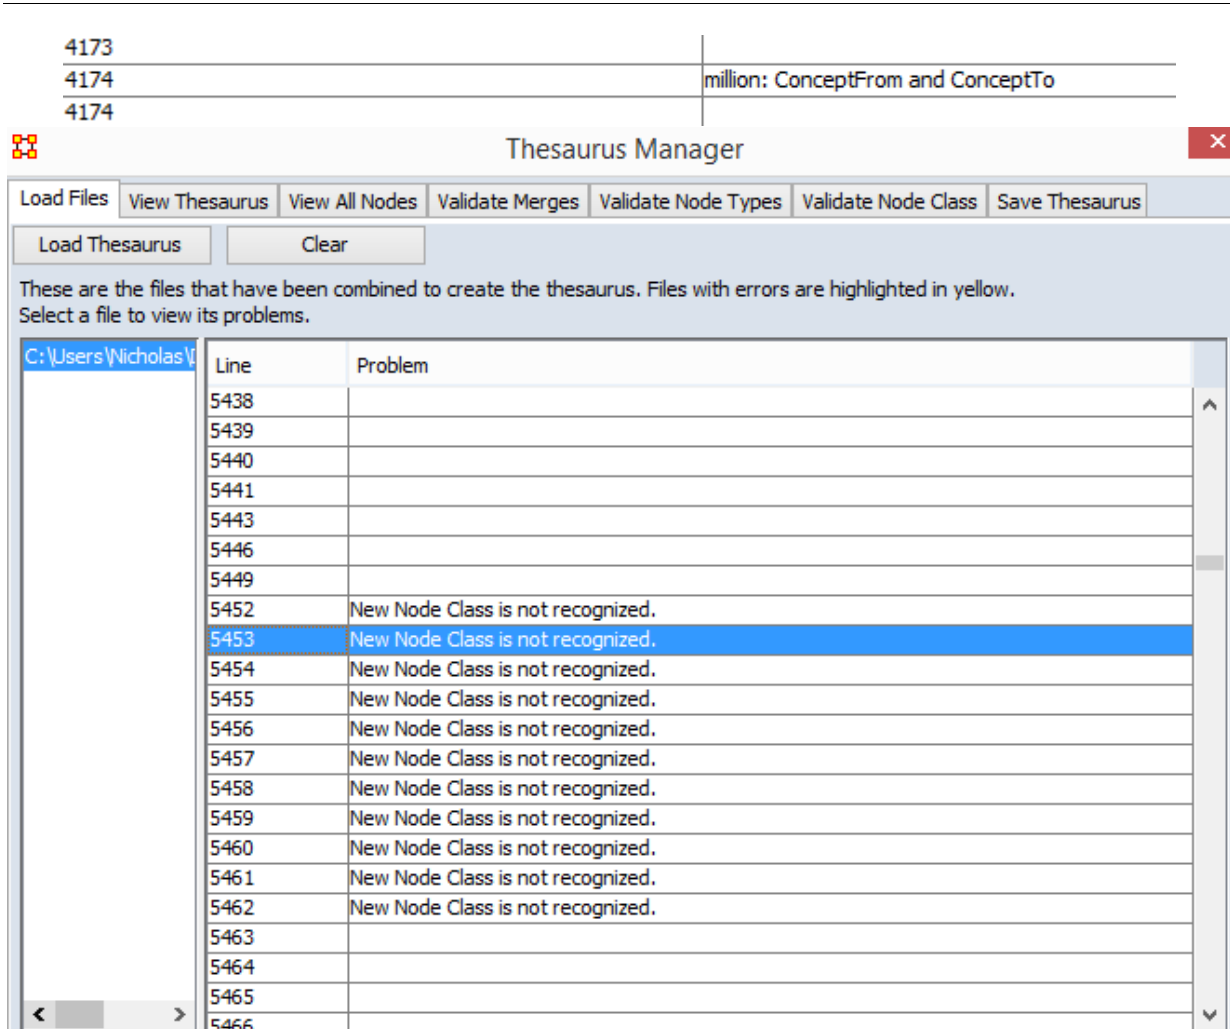 4173
4174 million: ConceptFrom and ConceptTo
4174
Thesaurus Manager
Load Files View Thesaurus View All Nodes Validate Merges Validate Node Types Validate Node Class Save Thesaurus
Load Thesaurus Clear
These are the files that have been combined to create the thesaurus. Files with errors are highlighted in yellow.
Select a file to view its problems.
C:\Users\Nicholas\
Line Problem
5438
5439
5440
5441
5443
5446
5449
5452 New Node Class is not recognized.
5453 New Node Class is not recognized.
5454 New Node Class is not recognized.
5455 New Node Class is not recognized.
5456 New Node Class is not recognized.
5457 New Node Class is not recognized.
5458 New Node Class is not recognized.
5459 New Node Class is not recognized.
5460 New Node Class is not recognized.
5461 New Node Class is not recognized.
5462 New Node Class is not recognized.
5463
5464
5465
5466